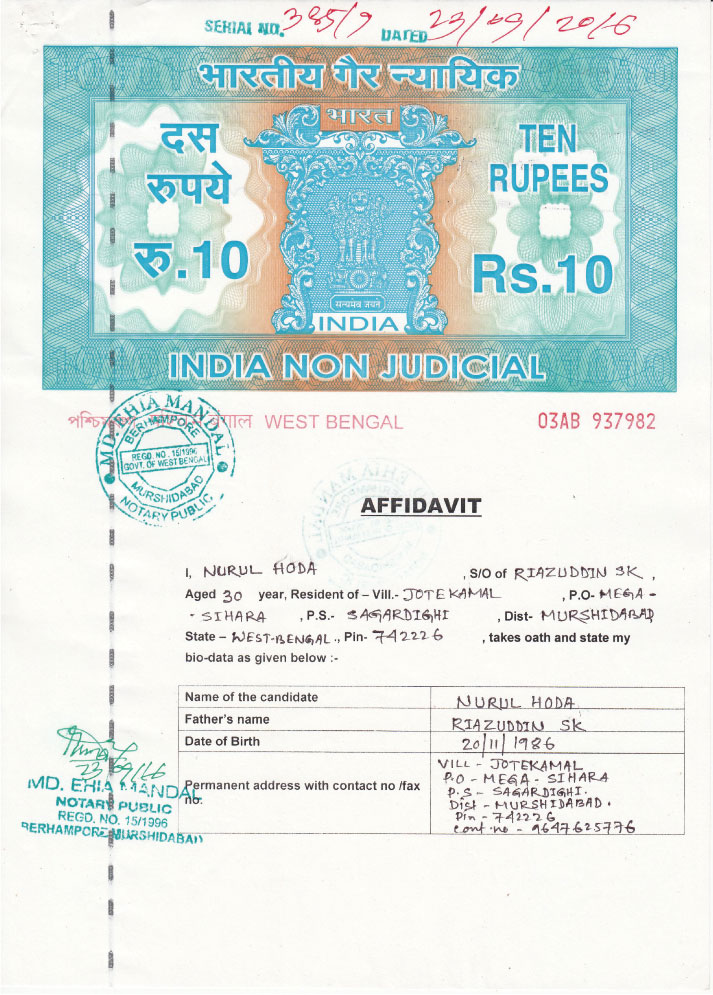 SERIAL NO. 385/9 DATED 23/09/2016
भारतीय गैर न्यायिक
भारत
दस
रुपये
रु.10
TEN
RUPEES
Rs.10
सत्यमेव जयते
INDIA
INDIA NON JUDICIAL
WEST BENGAL 03AB 937982
MD. EHIA MANDAL
BERHAMPORE
REGD. NO. 15/1996
GOVT. OF WEST BENGAL
MURSHIDABAD
NOTARY PUBLIC
AFFIDAVIT
I, NURUL HODA , S/O of RIAZUDDIN SK ,
Aged 30 year, Resident of – Vill.- JOTEKAMAL , P.O- MEGA -
- SIHARA , P.S.- SAGARDIGHI , Dist- MURSHIDABAD
State – WEST-BENGAL., Pin- 742226 , takes oath and state my
bio-data as given below :-
Name of the candidate NURUL HODA
Father's name RIAZUDDIN SK
Date of Birth 20/11/1986
Permanent address with contact no /fax no.
VILL - JOTEKAMAL
P.O - MEGA - SIHARA
P.S - SAGARDIGHI.
Dist - MURSHIDABAD.
Pin - 742226
Cont.no - 9647625776
23/09/16
MD. EHIA MANDAL
NOTARY PUBLIC
REGD. NO. 15/1996
BERHAMPORE MURSHIDABAD